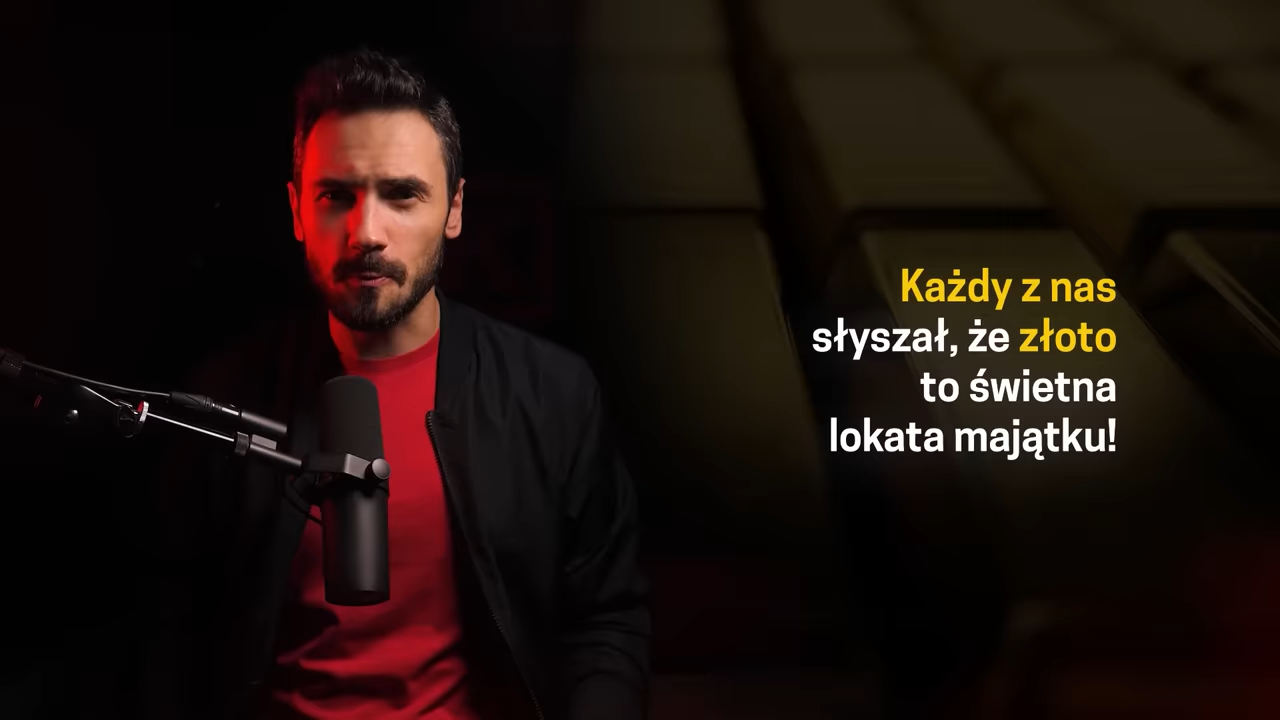 Każdy z nas
słyszał, że złoto
to świetna
lokata majątku!